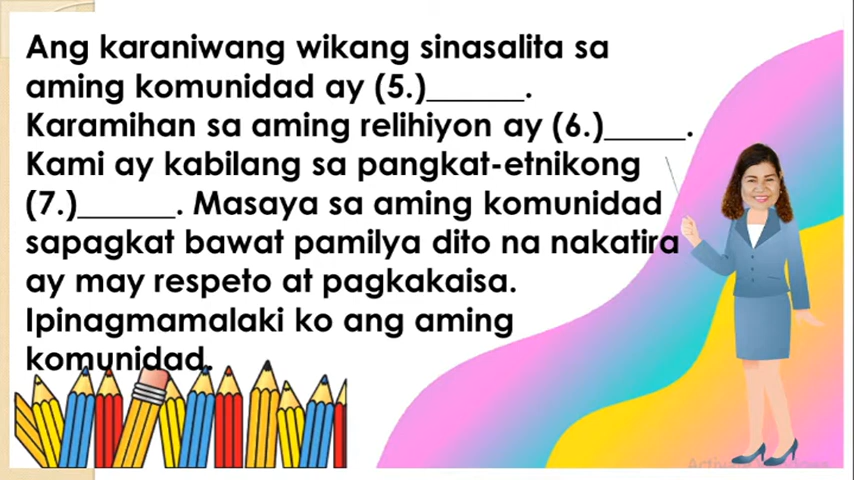 Ang karaniwang wikang sinasalita sa
aming komunidad ay (5.)______.
Karamihan sa aming relihiyon ay (6.)_____.
Kami ay kabilang sa pangkat-etnikong
(7.)______. Masaya sa aming komunidad
sapagkat bawat pamilya dito na nakatira
ay may respeto at pagkakaisa.
Ipinagmamalaki ko ang aming
komunidad.